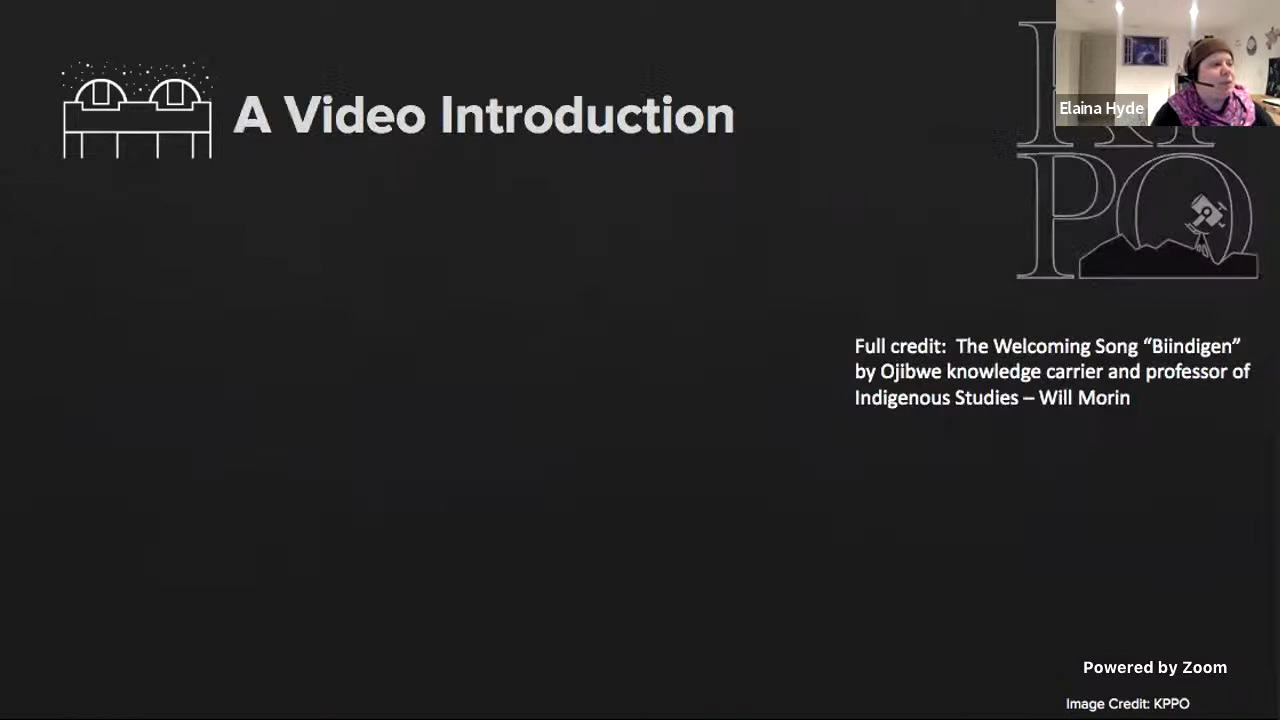 A Video Introduction
Elaina Hyde
PO
Full credit:  The Welcoming Song “Biindigen”
by Ojibwe knowledge carrier and professor of
Indigenous Studies – Will Morin
Powered by Zoom
Image Credit: KPPO